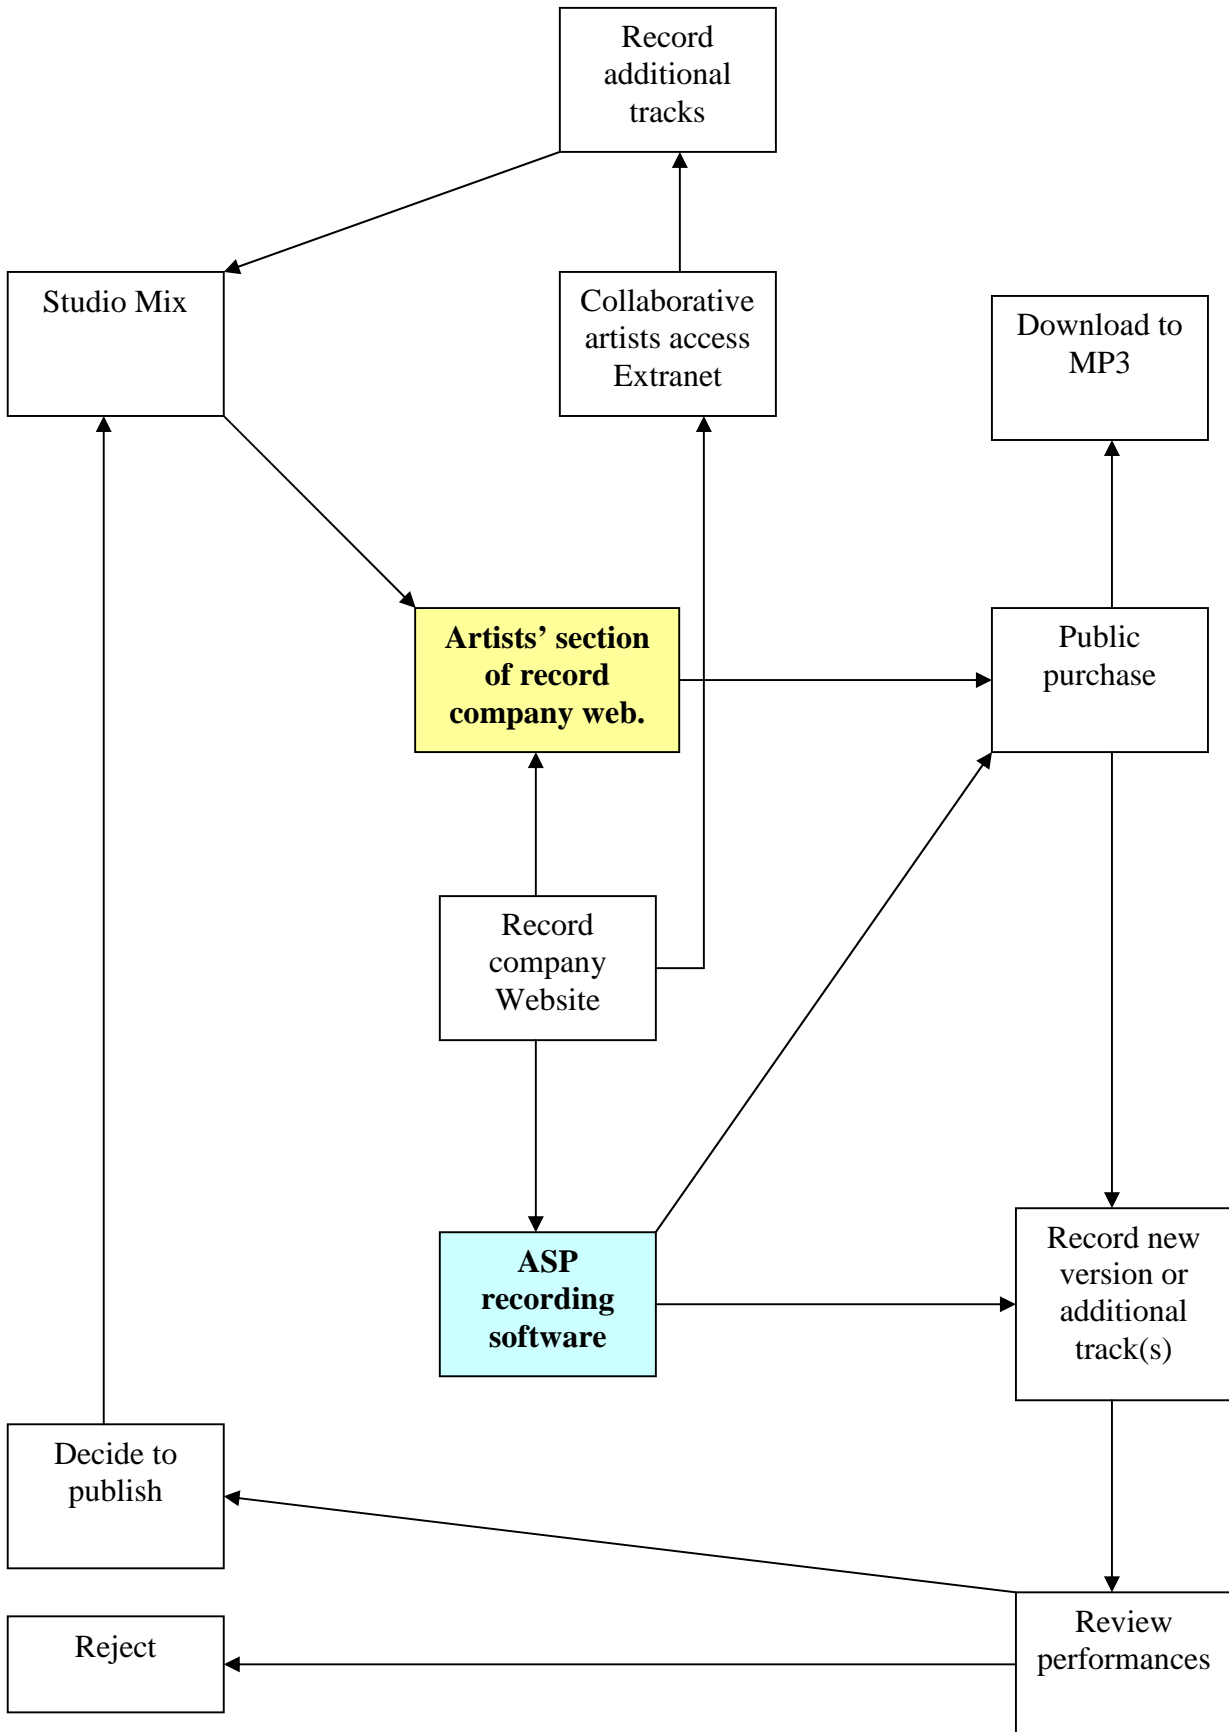 Record
additional
tracks
Studio Mix
Collaborative
artists access
Extranet
Download to
MP3
Artists’ section
of record
company web.
Public
purchase
Record
company
Website
ASP
recording
software
Record new
version or
additional
track(s)
Decide to
publish
Reject
Review
performances